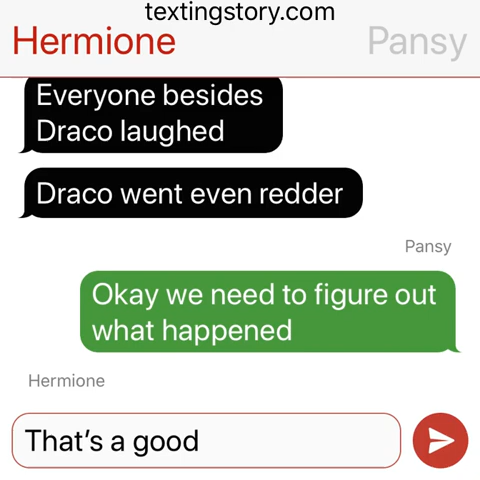 textingstory.com
Hermione Pansy
Everyone besides
Draco laughed
Draco went even redder
Pansy
Okay we need to figure out
what happened
Hermione
That’s a good